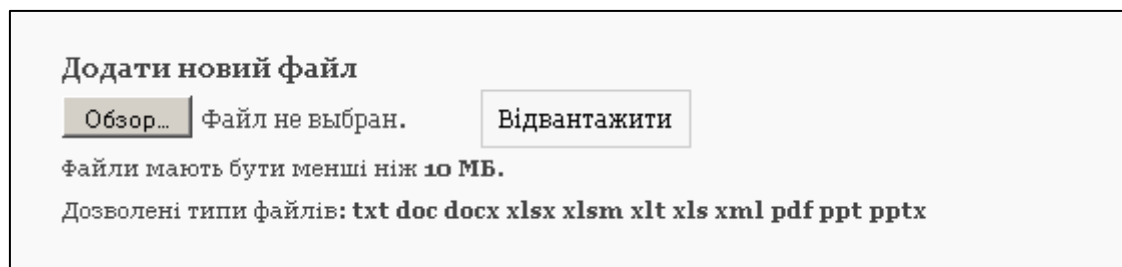 Додати новий файл
Обзор... Файл не выбран. Відвантажити
Файли мають бути менші ніж 10 МБ.
Дозволені типи файлів: txt doc docx xlsx xlsm xlt xls xml pdf ppt pptx